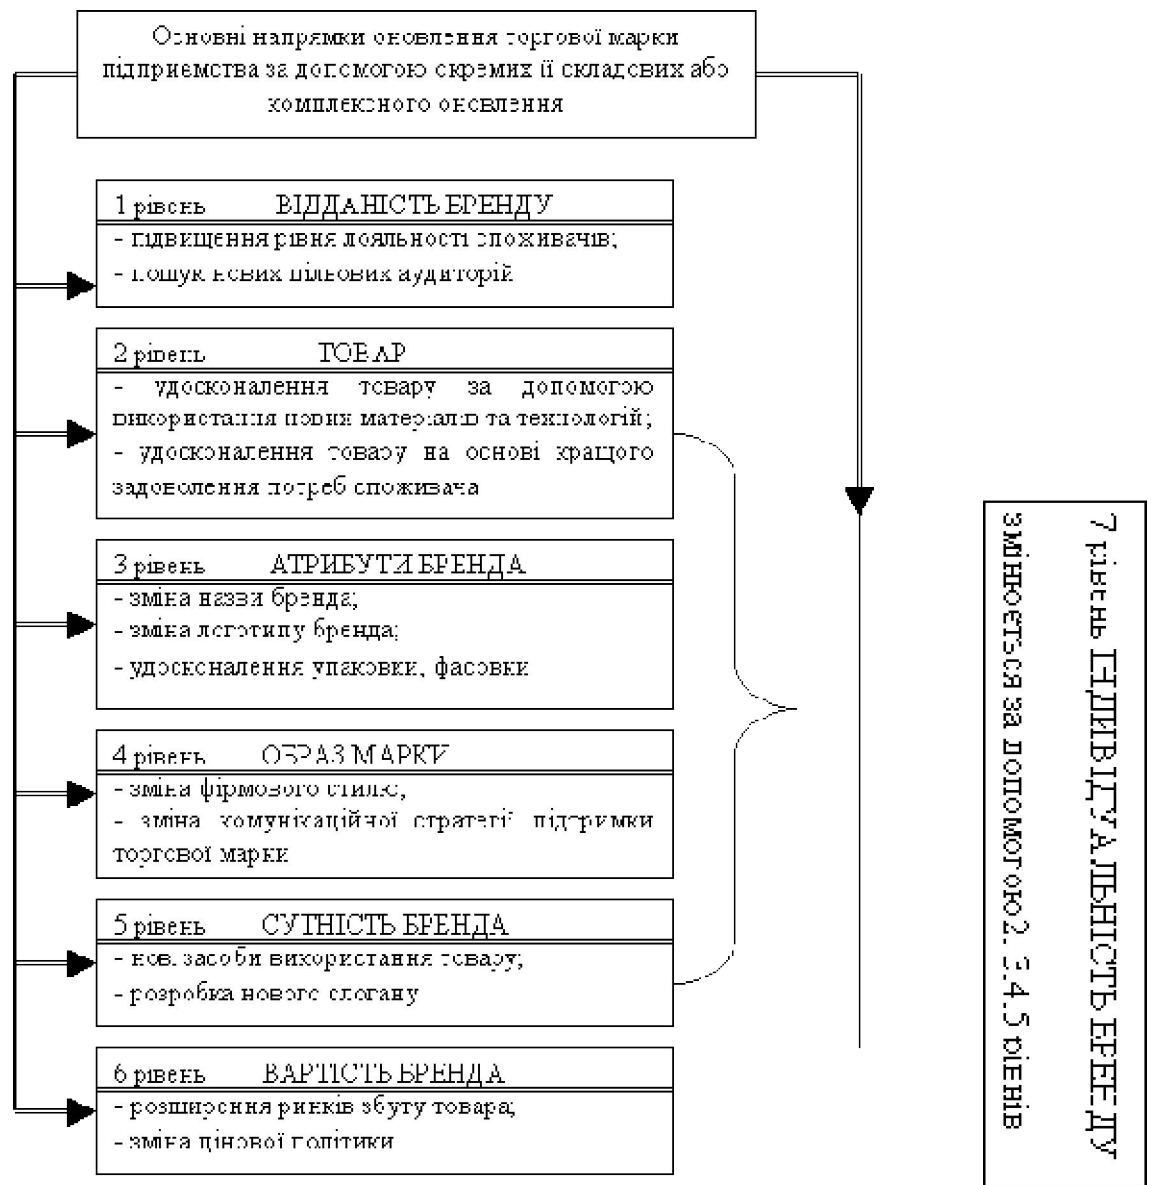 Основні напрямки оновлення торгової марки
підприємства за допомогою окремих її складових або
комплексного оновлення
1 рівень ВІДДАНІСТЬ БРЕНДУ
- підвищення рівня лояльності споживачів;
- пошук нових цільових аудиторій
2 рівень ТОВАР
- удосконалення товару за допомогою
використання нових матеріалів та технологій;
- удосконалення товару на основі кращого
задоволення потреб споживача
3 рівень АТРИБУТИ БРЕНДА
- зміна назви бренда;
- зміна логотипу бренда;
- удосконалення упаковки, фасовки
4 рівень ОБРАЗ МАРКИ
- зміна фірмового стилю;
- зміна комунікаційної стратегії підтримки
торгової марки
5 рівень СУТНІСТЬ БРЕНДА
- нові засоби використання товару;
- розробка нового слогану
6 рівень ВАРТІСТЬ БРЕНДА
- розширення ринків збуту товара;
- зміна цінової політики
7 рівень ІНДИВІДУАЛЬНІСТЬ БРЕНДУ
змінюється за допомогою 2, 3,4,5 рівнів